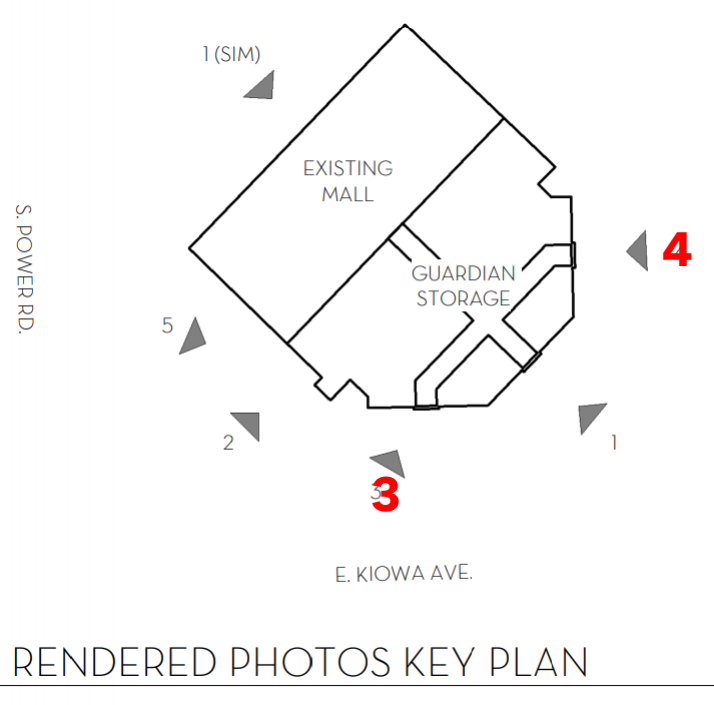 1 (SIM)
EXISTING
MALL
S. POWER RD.
4
GUARDIAN
STORAGE
5
2
1
3
3
E. KIOWA AVE.
RENDERED PHOTOS KEY PLAN